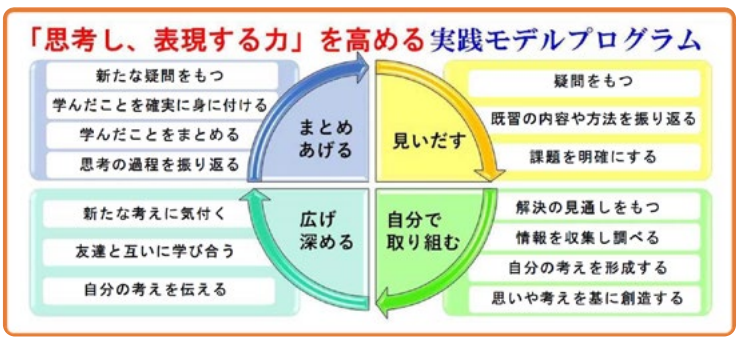 「思考し、表現する力」を高める実践モデルプログラム
新たな疑問をもつ
学んだことを確実に身に付ける
学んだことをまとめる
思考の過程を振り返る
まとめ
あげる
見いだす
疑問をもつ
既習の内容や方法を振り返る
課題を明確にする
新たな考えに気付く
友達と互いに学び合う
自分の考えを伝える
広げ
深める
自分で
取り組む
解決の見通しをもつ
情報を収集し調べる
自分の考えを形成する
思いや考えを基に創造する